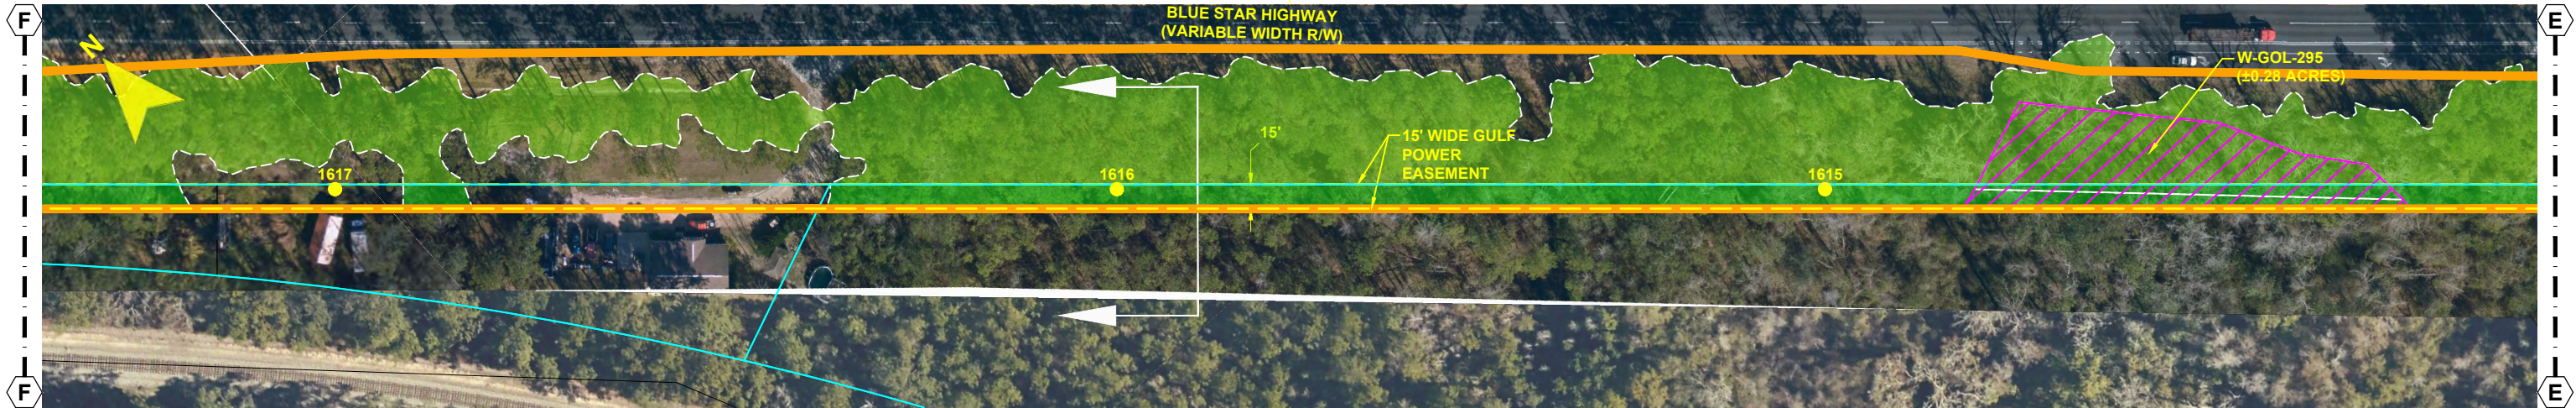 F
E
BLUE STAR HIGHWAY
(VARIABLE WIDTH R/W)
N
W-GOL-295
(±0.28 ACRES)
15'
15' WIDE GULF
POWER
EASEMENT
1617
1616
1615
F
E